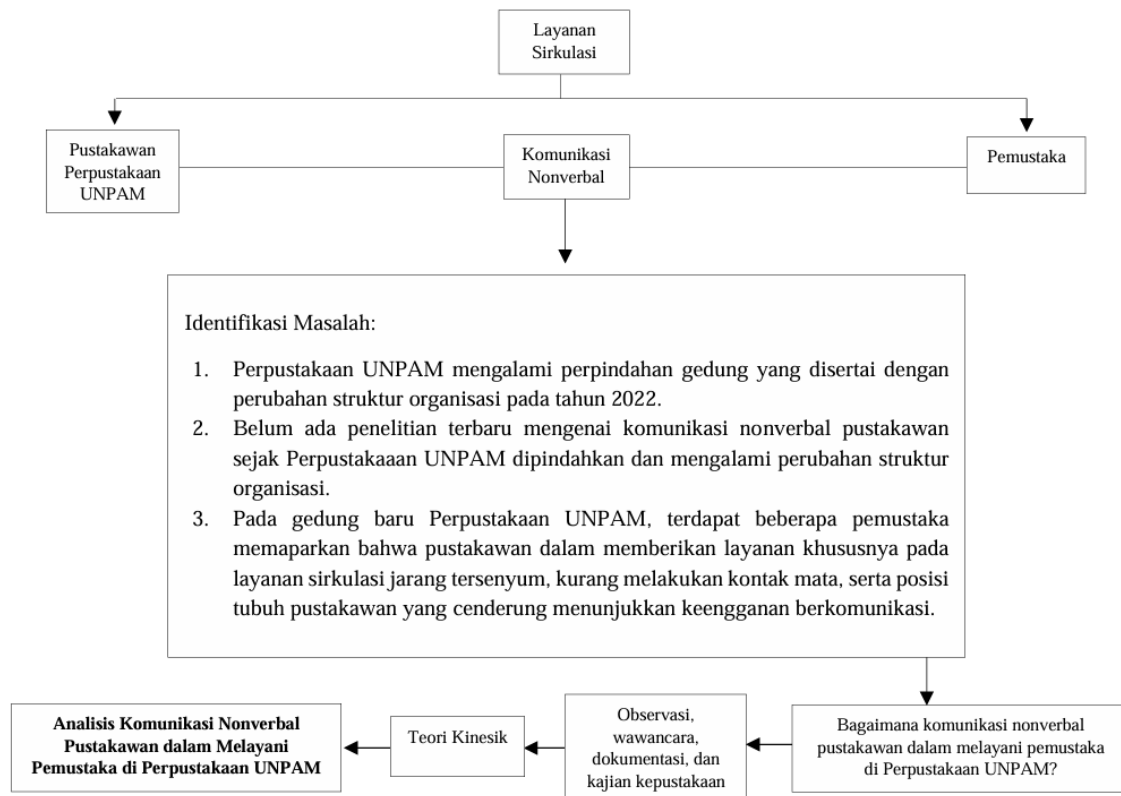 Layanan
Sirkulasi
Pustakawan
Perpustakaan
UNPAM
Komunikasi
Nonverbal
Pemustaka
Identifikasi Masalah:
1. Perpustakaan UNPAM mengalami perpindahan gedung yang disertai dengan
perubahan struktur organisasi pada tahun 2022.
2. Belum ada penelitian terbaru mengenai komunikasi nonverbal pustakawan
sejak Perpustakaaan UNPAM dipindahkan dan mengalami perubahan struktur
organisasi.
3. Pada gedung baru Perpustakaan UNPAM, terdapat beberapa pemustaka
memaparkan bahwa pustakawan dalam memberikan layanan khususnya pada
layanan sirkulasi jarang tersenyum, kurang melakukan kontak mata, serta posisi
tubuh pustakawan yang cenderung menunjukkan keengganan berkomunikasi.
Bagaimana komunikasi nonverbal
pustakawan dalam melayani pemustaka
di Perpustakaan UNPAM?
Observasi,
wawancara,
dokumentasi, dan
kajian kepustakaan
Teori Kinesik
Analisis Komunikasi Nonverbal
Pustakawan dalam Melayani
Pemustaka di Perpustakaan UNPAM